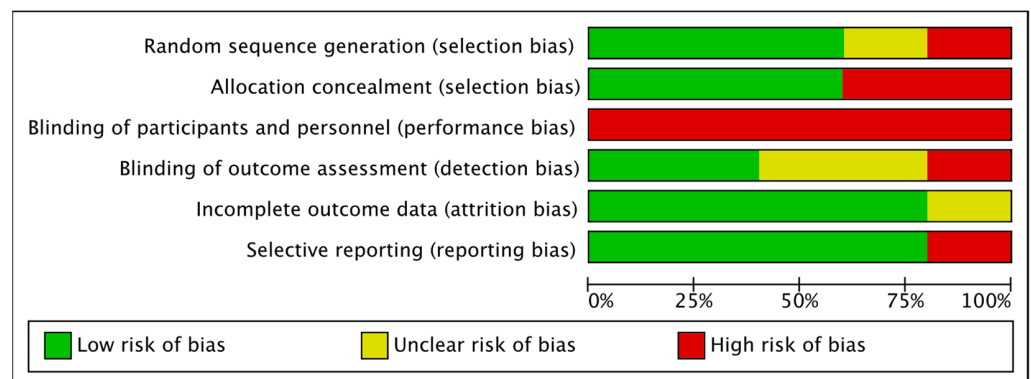 Random sequence generation (selection bias)
Allocation concealment (selection bias)
Blinding of participants and personnel (performance bias)
Blinding of outcome assessment (detection bias)
Incomplete outcome data (attrition bias)
Selective reporting (reporting bias)
0% 25% 50% 75% 100%
Low risk of bias Unclear risk of bias High risk of bias